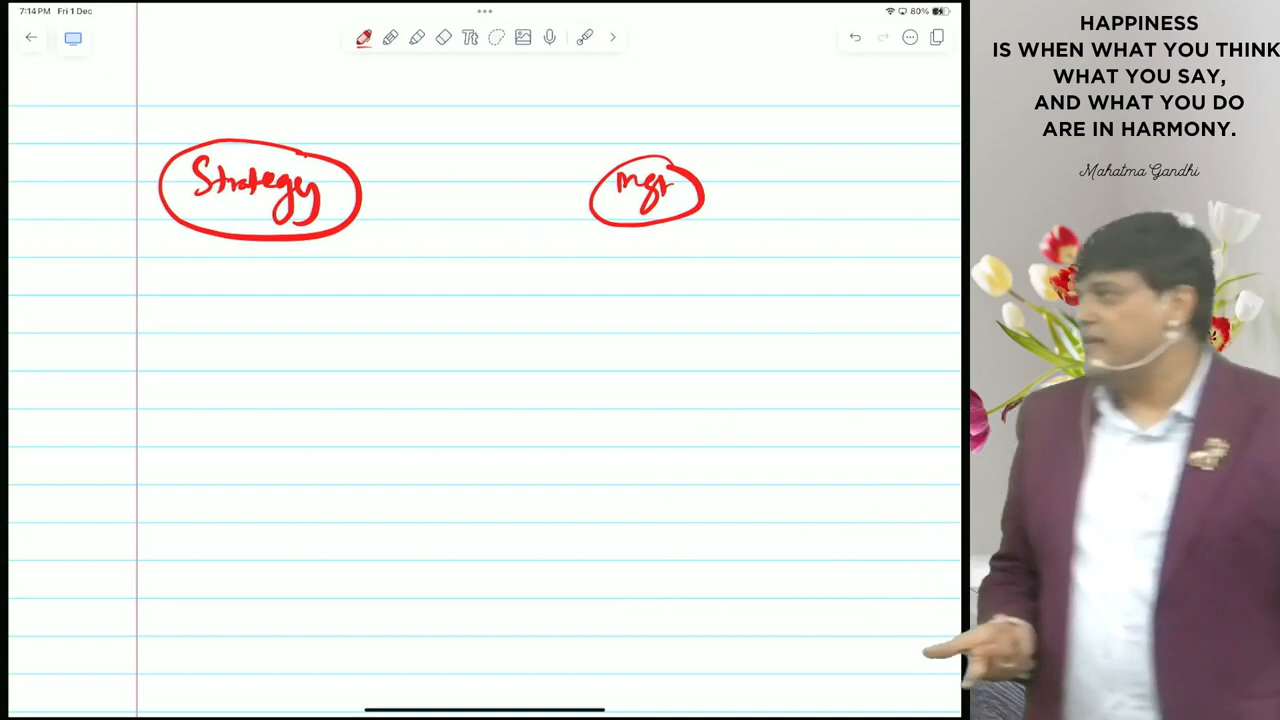 7:14 PM Fri 1 Dec
80%
Tt
Strategy
mgt
HAPPINESS
IS WHEN WHAT YOU THINK
WHAT YOU SAY,
AND WHAT YOU DO
ARE IN HARMONY.
Mahatma Gandhi